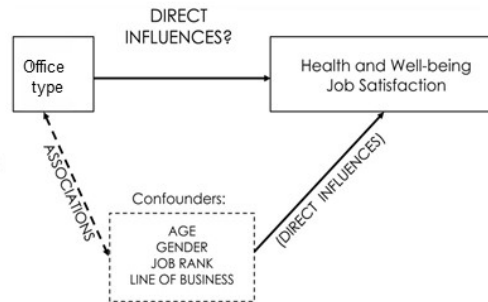 DIRECT
INFLUENCES?
Office
type
Health and Well-being
Job Satisfaction
ASSOCIATIONS
(DIRECT INFLUENCES)
Confounders:
AGE
GENDER
JOB RANK
LINE OF BUSINESS